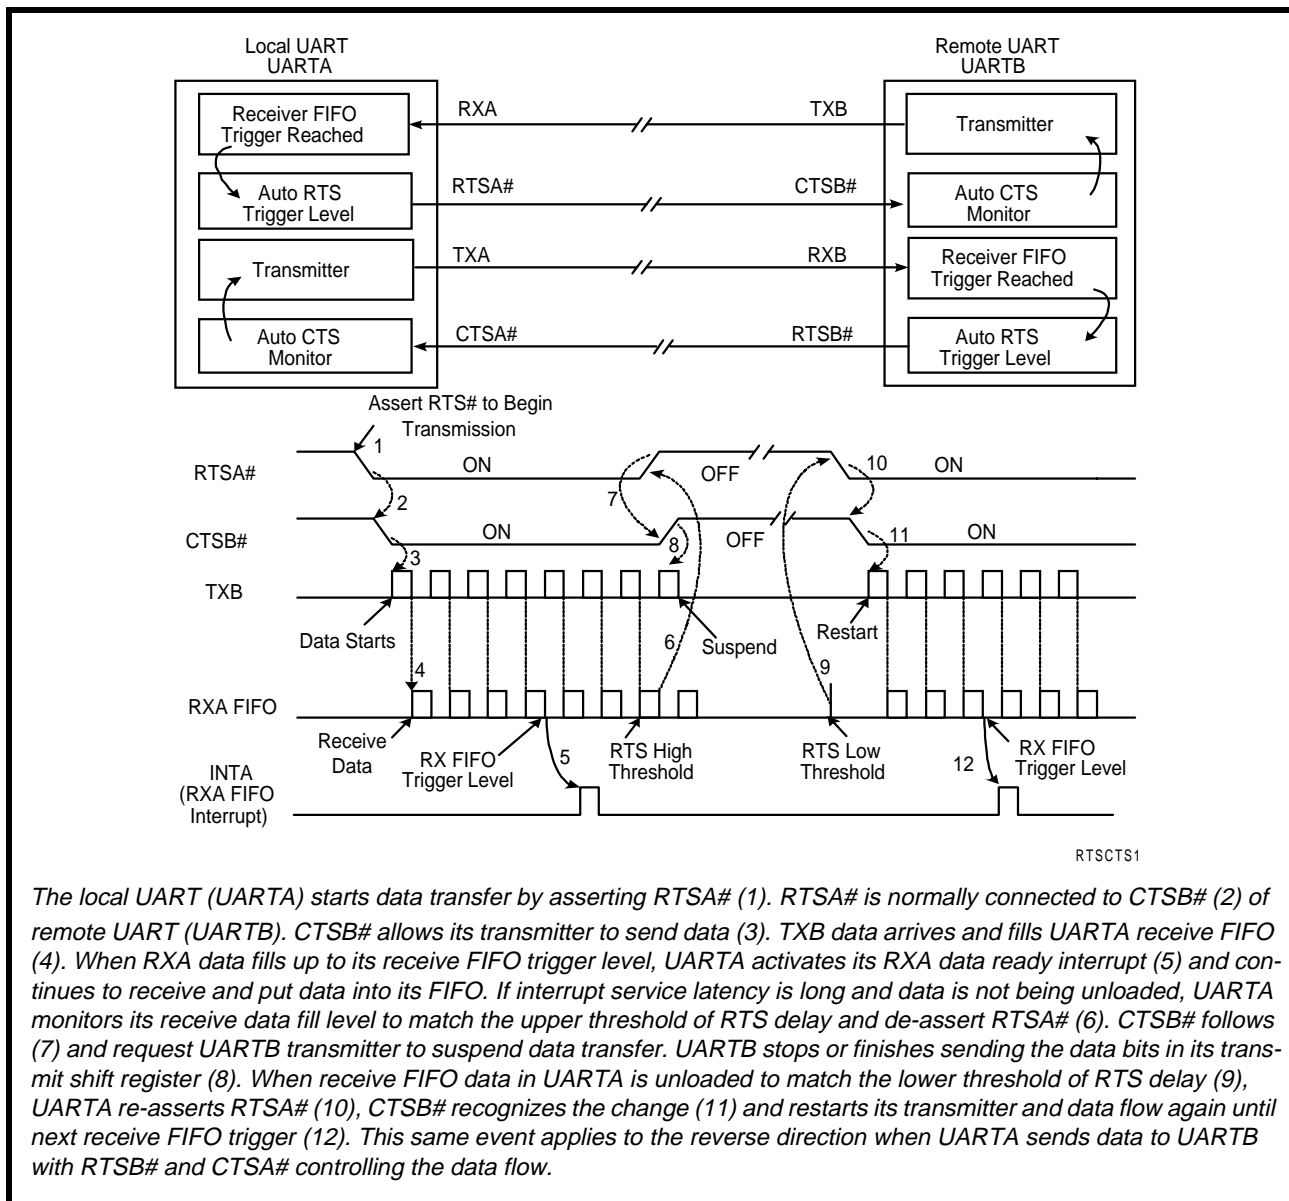 Local UART
UARTA
Remote UART
UARTB
Receiver FIFO
Trigger Reached
RXA
TXB
Transmitter
Auto RTS
Trigger Level
RTSA#
CTSB#
Auto CTS
Monitor
Transmitter
TXA
RXB
Receiver FIFO
Trigger Reached
Auto CTS
Monitor
CTSA#
RTSB#
Auto RTS
Trigger Level
Assert RTS# to Begin
Transmission
1
RTSA#
ON
OFF
10
ON
2
7
CTSB#
ON
8
OFF
11
ON
3
TXB
Data Starts
6
Suspend
Restart
4
9
RXA FIFO
Receive
Data
RX FIFO
Trigger Level
5
RTS High
Threshold
RTS Low
Threshold
12
RX FIFO
Trigger Level
INTA
(RXA FIFO
Interrupt)
RTSCTS1
The local UART (UARTA) starts data transfer by asserting RTSA# (1). RTSA# is normally connected to CTSB# (2) of
remote UART (UARTB). CTSB# allows its transmitter to send data (3). TXB data arrives and fills UARTA receive FIFO
(4). When RXA data fills up to its receive FIFO trigger level, UARTA activates its RXA data ready interrupt (5) and con-
tinues to receive and put data into its FIFO. If interrupt service latency is long and data is not being unloaded, UARTA
monitors its receive data fill level to match the upper threshold of RTS delay and de-assert RTSA# (6). CTSB# follows
(7) and request UARTB transmitter to suspend data transfer. UARTB stops or finishes sending the data bits in its trans-
mit shift register (8). When receive FIFO data in UARTA is unloaded to match the lower threshold of RTS delay (9),
UARTA re-asserts RTSA# (10), CTSB# recognizes the change (11) and restarts its transmitter and data flow again until
next receive FIFO trigger (12). This same event applies to the reverse direction when UARTA sends data to UARTB
with RTSB# and CTSA# controlling the data flow.